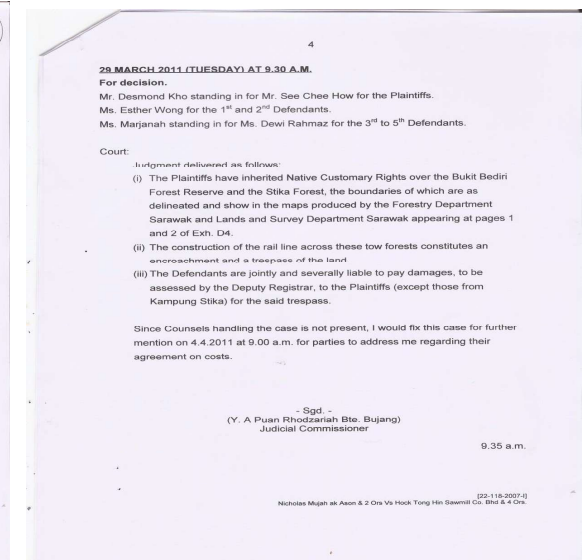 4
29 MARCH 2011 (TUESDAY) AT 9.30 A.M.
For decision.
Mr. Desmond Kho standing in for Mr. See Chee How for the Plaintiffs.
Ms. Esther Wong for the 1st and 2nd Defendants.
Ms. Marjanah standing in for Ms. Dewi Rahmaz for the 3rd to 5th Defendants.
Court:
Judgment delivered as follows:
(i) The Plaintiffs have inherited Native Customary Rights over the Bukit Bediri
Forest Reserve and the Stika Forest, the boundaries of which are as
delineated and show in the maps produced by the Forestry Department
Sarawak and Lands and Survey Department Sarawak appearing at pages 1
and 2 of Exh. D4.
(ii) The construction of the rail line across these tow forests constitutes an
encroachment and a trespass of the land
(iii) The Defendants are jointly and severally liable to pay damages, to be
assessed by the Deputy Registrar, to the Plaintiffs (except those from
Kampung Stika) for the said trespass.
Since Counsels handling the case is not present, I would fix this case for further
mention on 4.4.2011 at 9.00 a.m. for parties to address me regarding their
agreement on costs.
- Sgd. -
(Y. A Puan Rhodzariah Bte. Bujang)
Judicial Commissioner
9.35 a.m.
[22-118-2007-I]
Nicholas Mujah ak Ason & 2 Ors Vs Hock Tong Hin Sawmill Co. Bhd & 4 Ors.